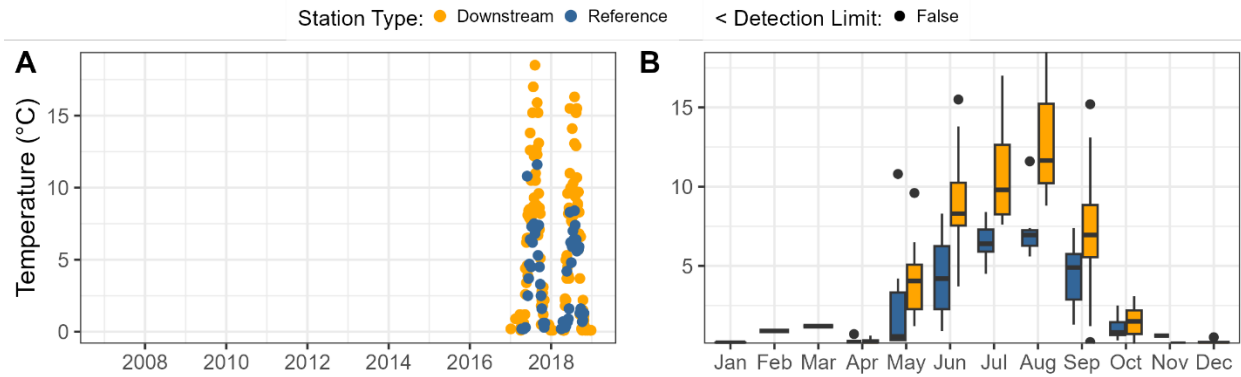 Station Type: Downstream Reference < Detection Limit: False
A
B
Temperature (°C)
15
10
5
0
2008 2010 2012 2014 2016 2018
15
10
5
Jan Feb Mar Apr May Jun Jul Aug Sep Oct Nov Dec